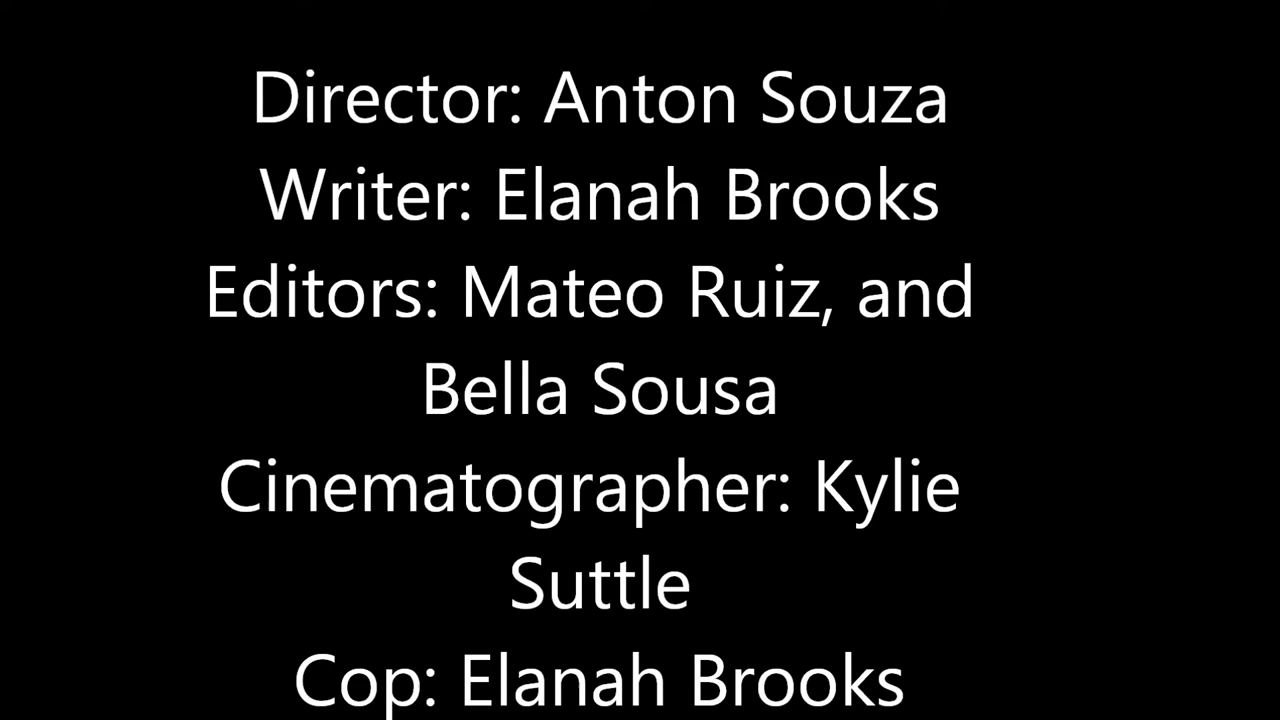 Director: Anton Souza
Writer: Elanah Brooks
Editors: Mateo Ruiz, and
Bella Sousa
Cinematographer: Kylie
Suttle
Cop: Elanah Brooks